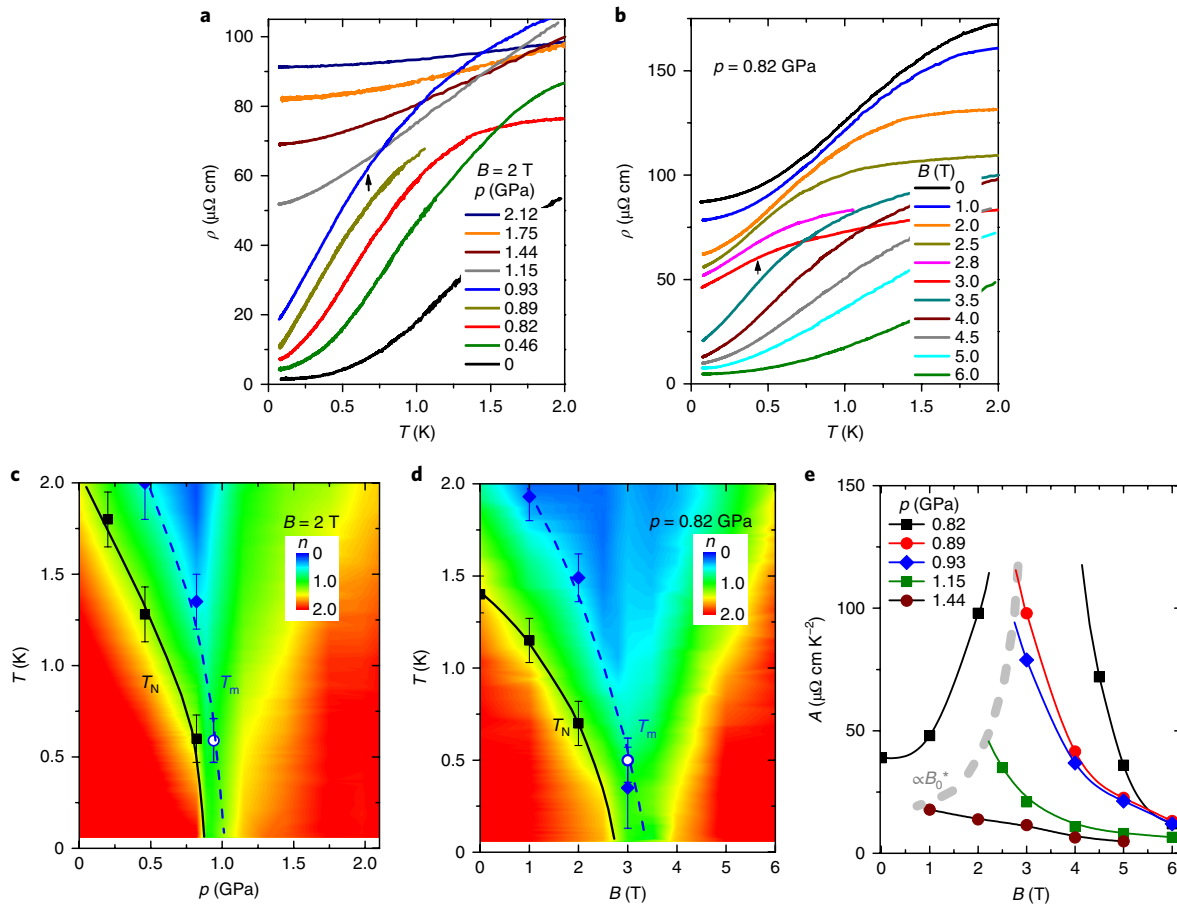 a
100
80
60
40
20
0
ρ (μΩ cm)
B = 2 T
p (GPa)
2.12
1.75
1.44
1.15
0.93
0.89
0.82
0.46
0
0 0.5 1.0 1.5 2.0
T (K)
b
p = 0.82 GPa
150
100
50
0
ρ (μΩ cm)
B (T)
0
1.0
2.0
2.5
2.8
3.0
3.5
4.0
4.5
5.0
6.0
0 0.5 1.0 1.5 2.0
T (K)
c
2.0
1.5
1.0
0.5
0
T (K)
B = 2 T
n
0
1.0
2.0
T_N
T_m
0 0.5 1.0 1.5 2.0
p (GPa)
d
2.0
1.5
1.0
0.5
0
T (K)
p = 0.82 GPa
n
0
1.0
2.0
T_N
T_m
0 1 2 3 4 5 6
B (T)
e
150
100
50
0
A (μΩ cm K⁻²)
p (GPa)
0.82
0.89
0.93
1.15
1.44
∝B₀*
0 1 2 3 4 5 6
B (T)